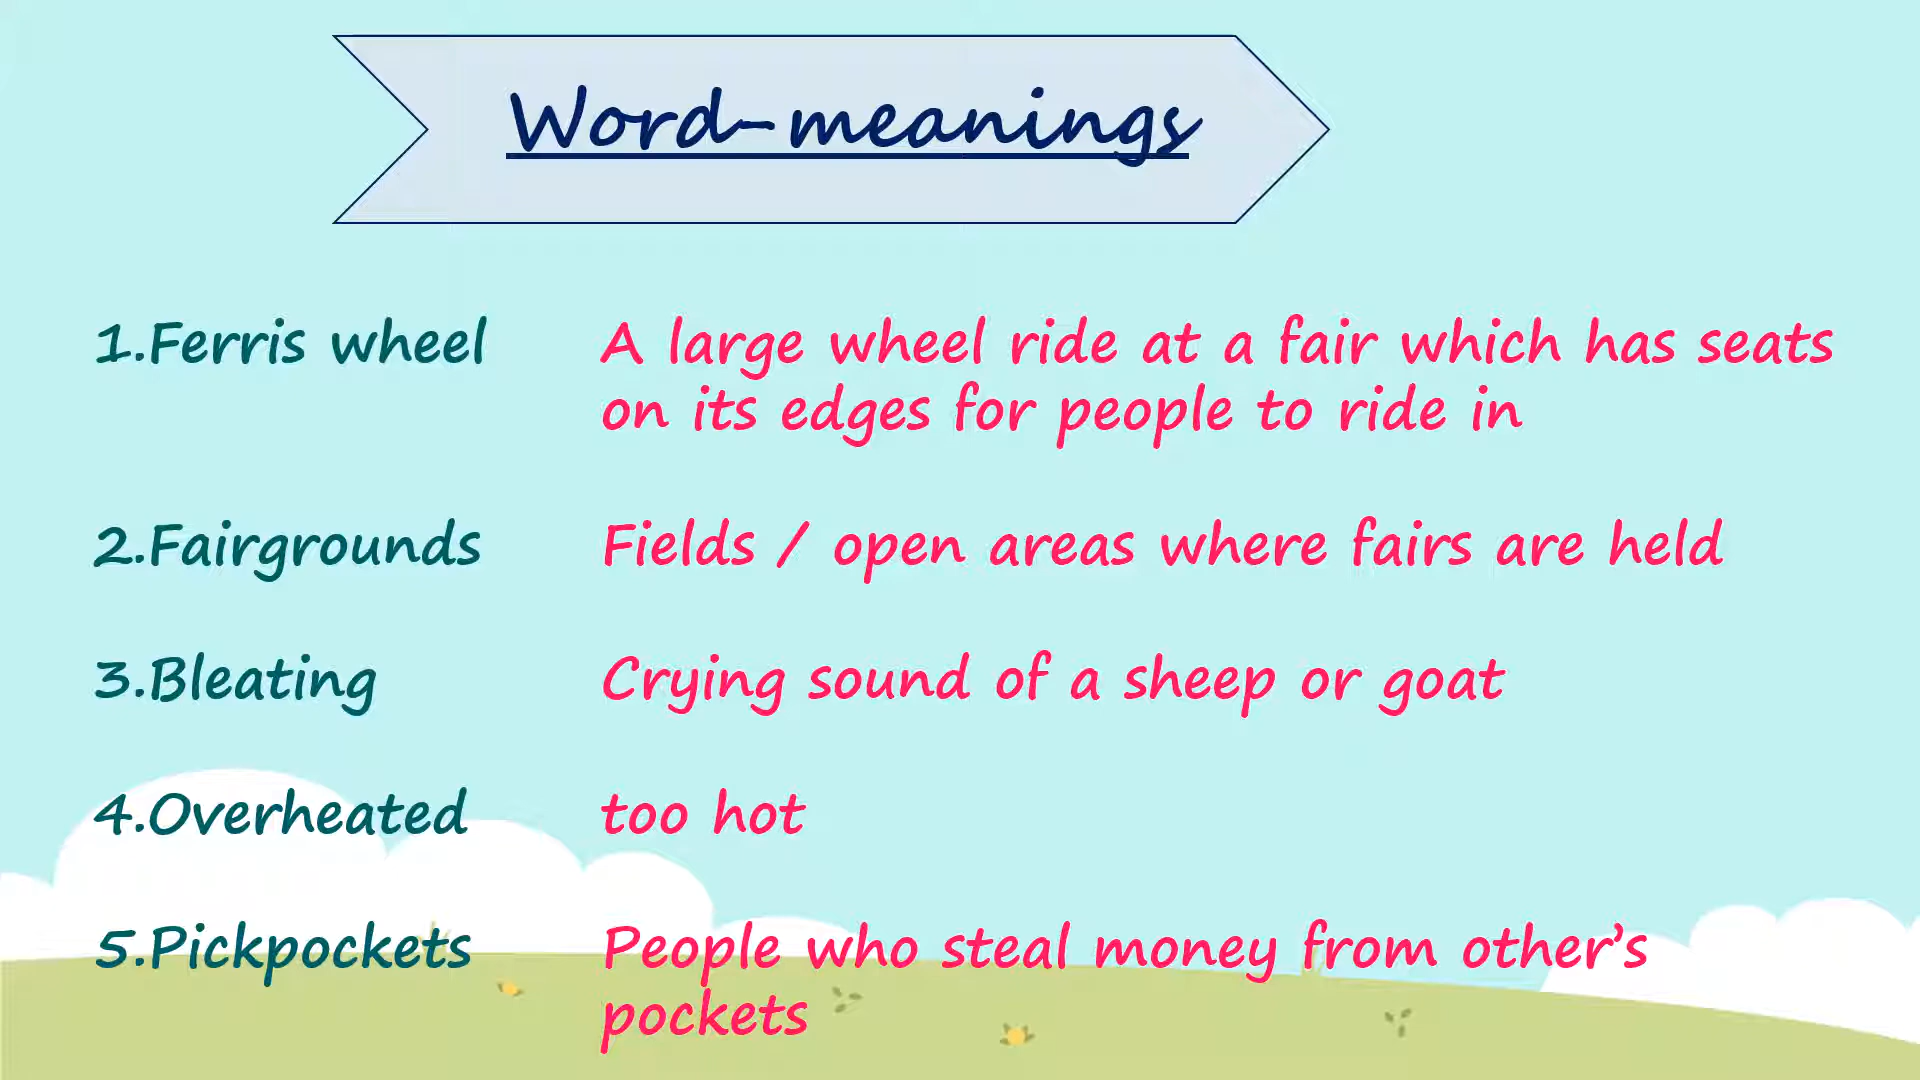 Word-meanings
1.Ferris wheel A large wheel ride at a fair which has seats
on its edges for people to ride in
2.Fairgrounds Fields / open areas where fairs are held
3.Bleating Crying sound of a sheep or goat
4.Overheated too hot
5.Pickpockets People who steal money from other’s
pockets